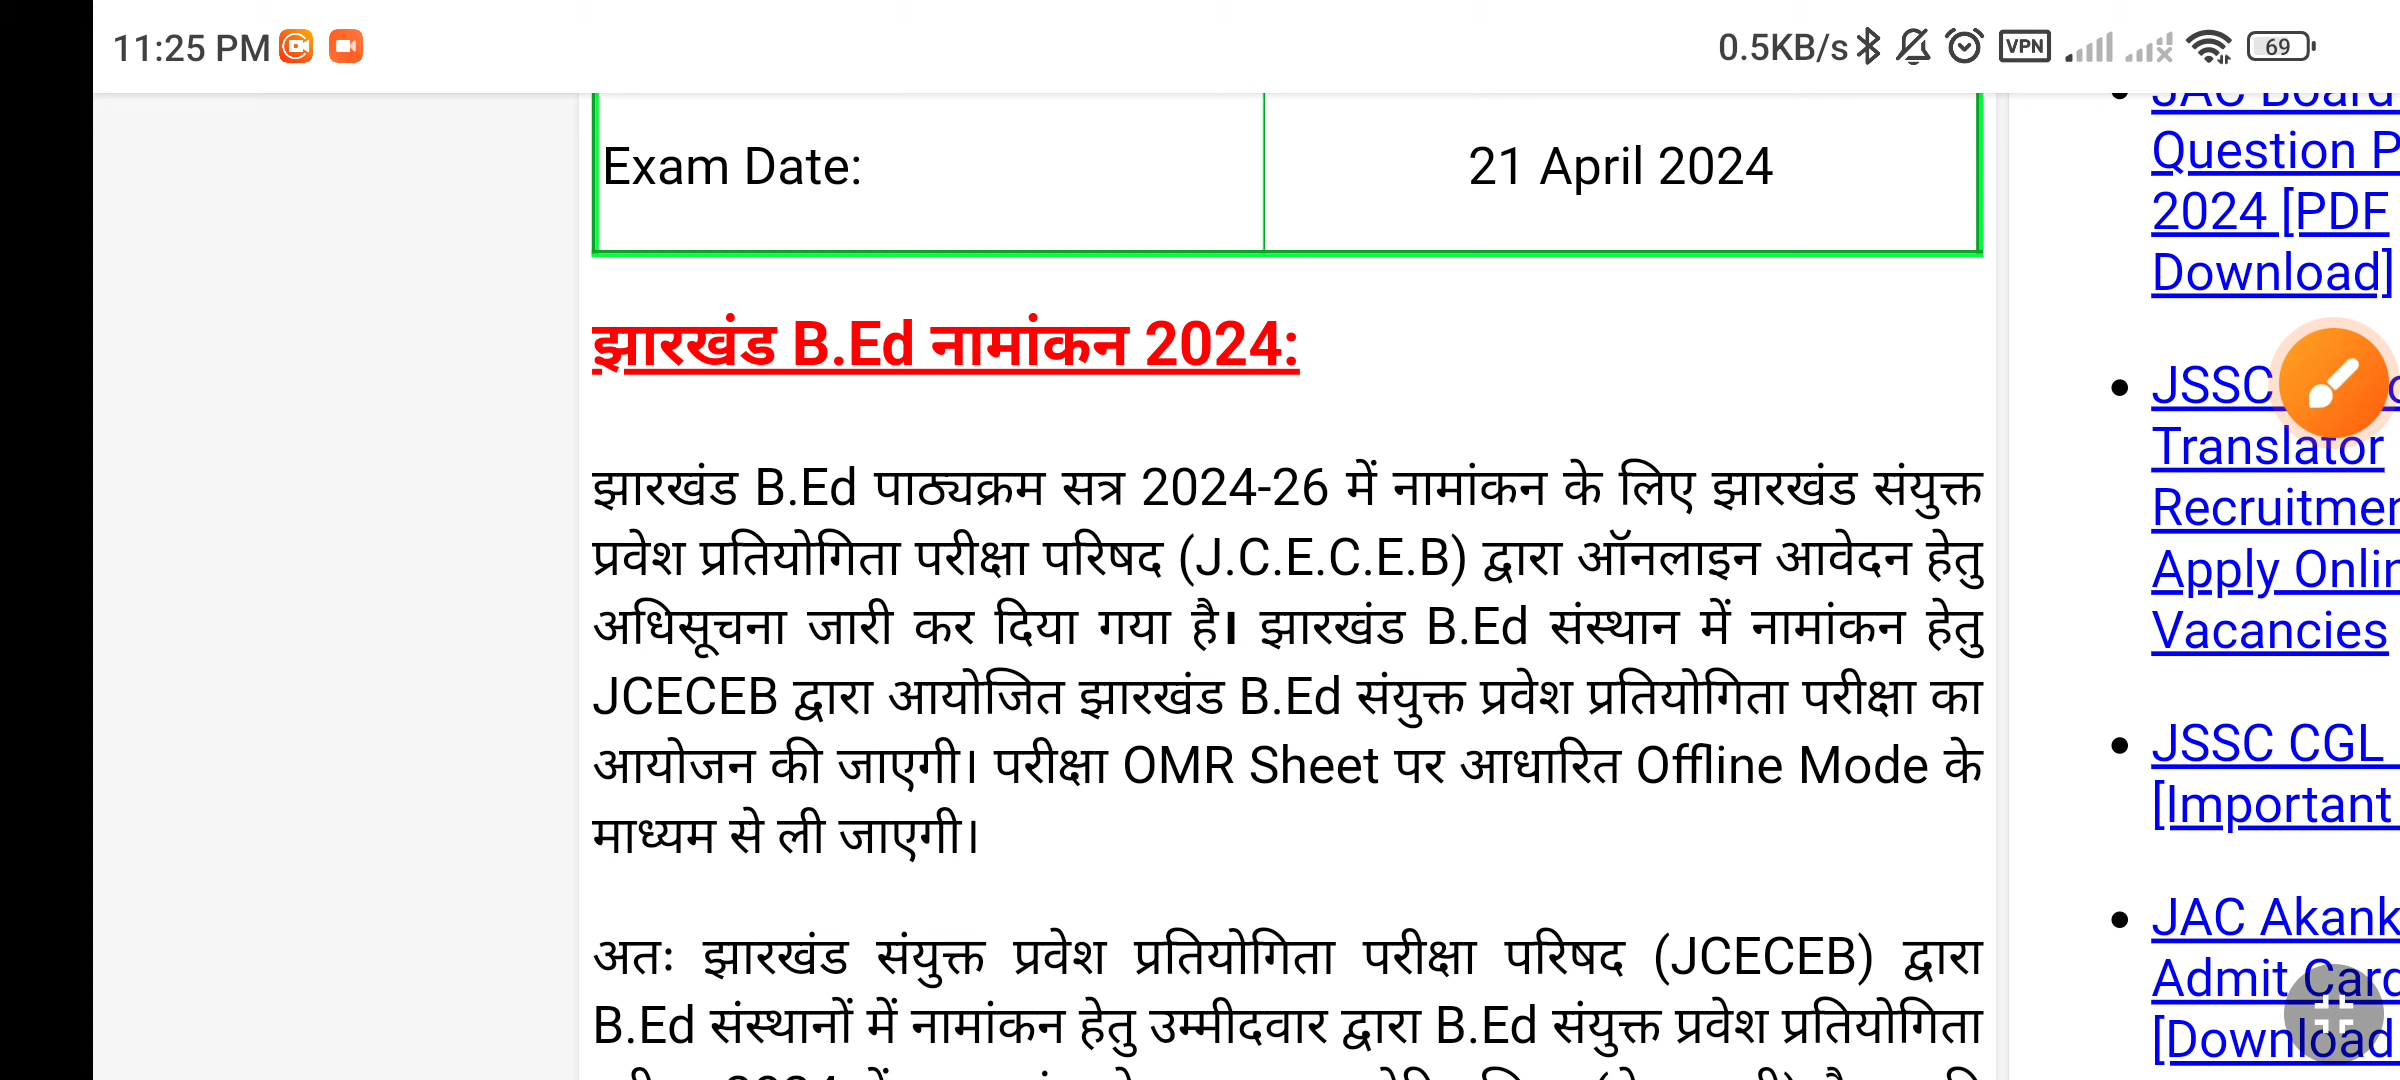 11:25 PM
0.5KB/s VPN 69
Exam Date: 21 April 2024
झारखंड B.Ed नामांकन 2024:
झारखंड B.Ed पाठ्यक्रम सत्र 2024-26 में नामांकन के लिए झारखंड संयुक्त
प्रवेश प्रतियोगिता परीक्षा परिषद (J.C.E.C.E.B) द्वारा ऑनलाइन आवेदन हेतु
अधिसूचना जारी कर दिया गया है। झारखंड B.Ed संस्थान में नामांकन हेतु
JCECEB द्वारा आयोजित झारखंड B.Ed संयुक्त प्रवेश प्रतियोगिता परीक्षा का
आयोजन की जाएगी। परीक्षा OMR Sheet पर आधारित Offline Mode के
माध्यम से ली जाएगी।
अतः झारखंड संयुक्त प्रवेश प्रतियोगिता परीक्षा परिषद (JCECEB) द्वारा
B.Ed संस्थानों में नामांकन हेतु उम्मीदवार द्वारा B.Ed संयुक्त प्रवेश प्रतियोगिता
JAC Board
Question P
2024 [PDF
Download]
JSSC
Translator
Recruitmen
Apply Onlin
Vacancies
JSSC CGL
[Important
JAC Akank
Admit Card
[Download